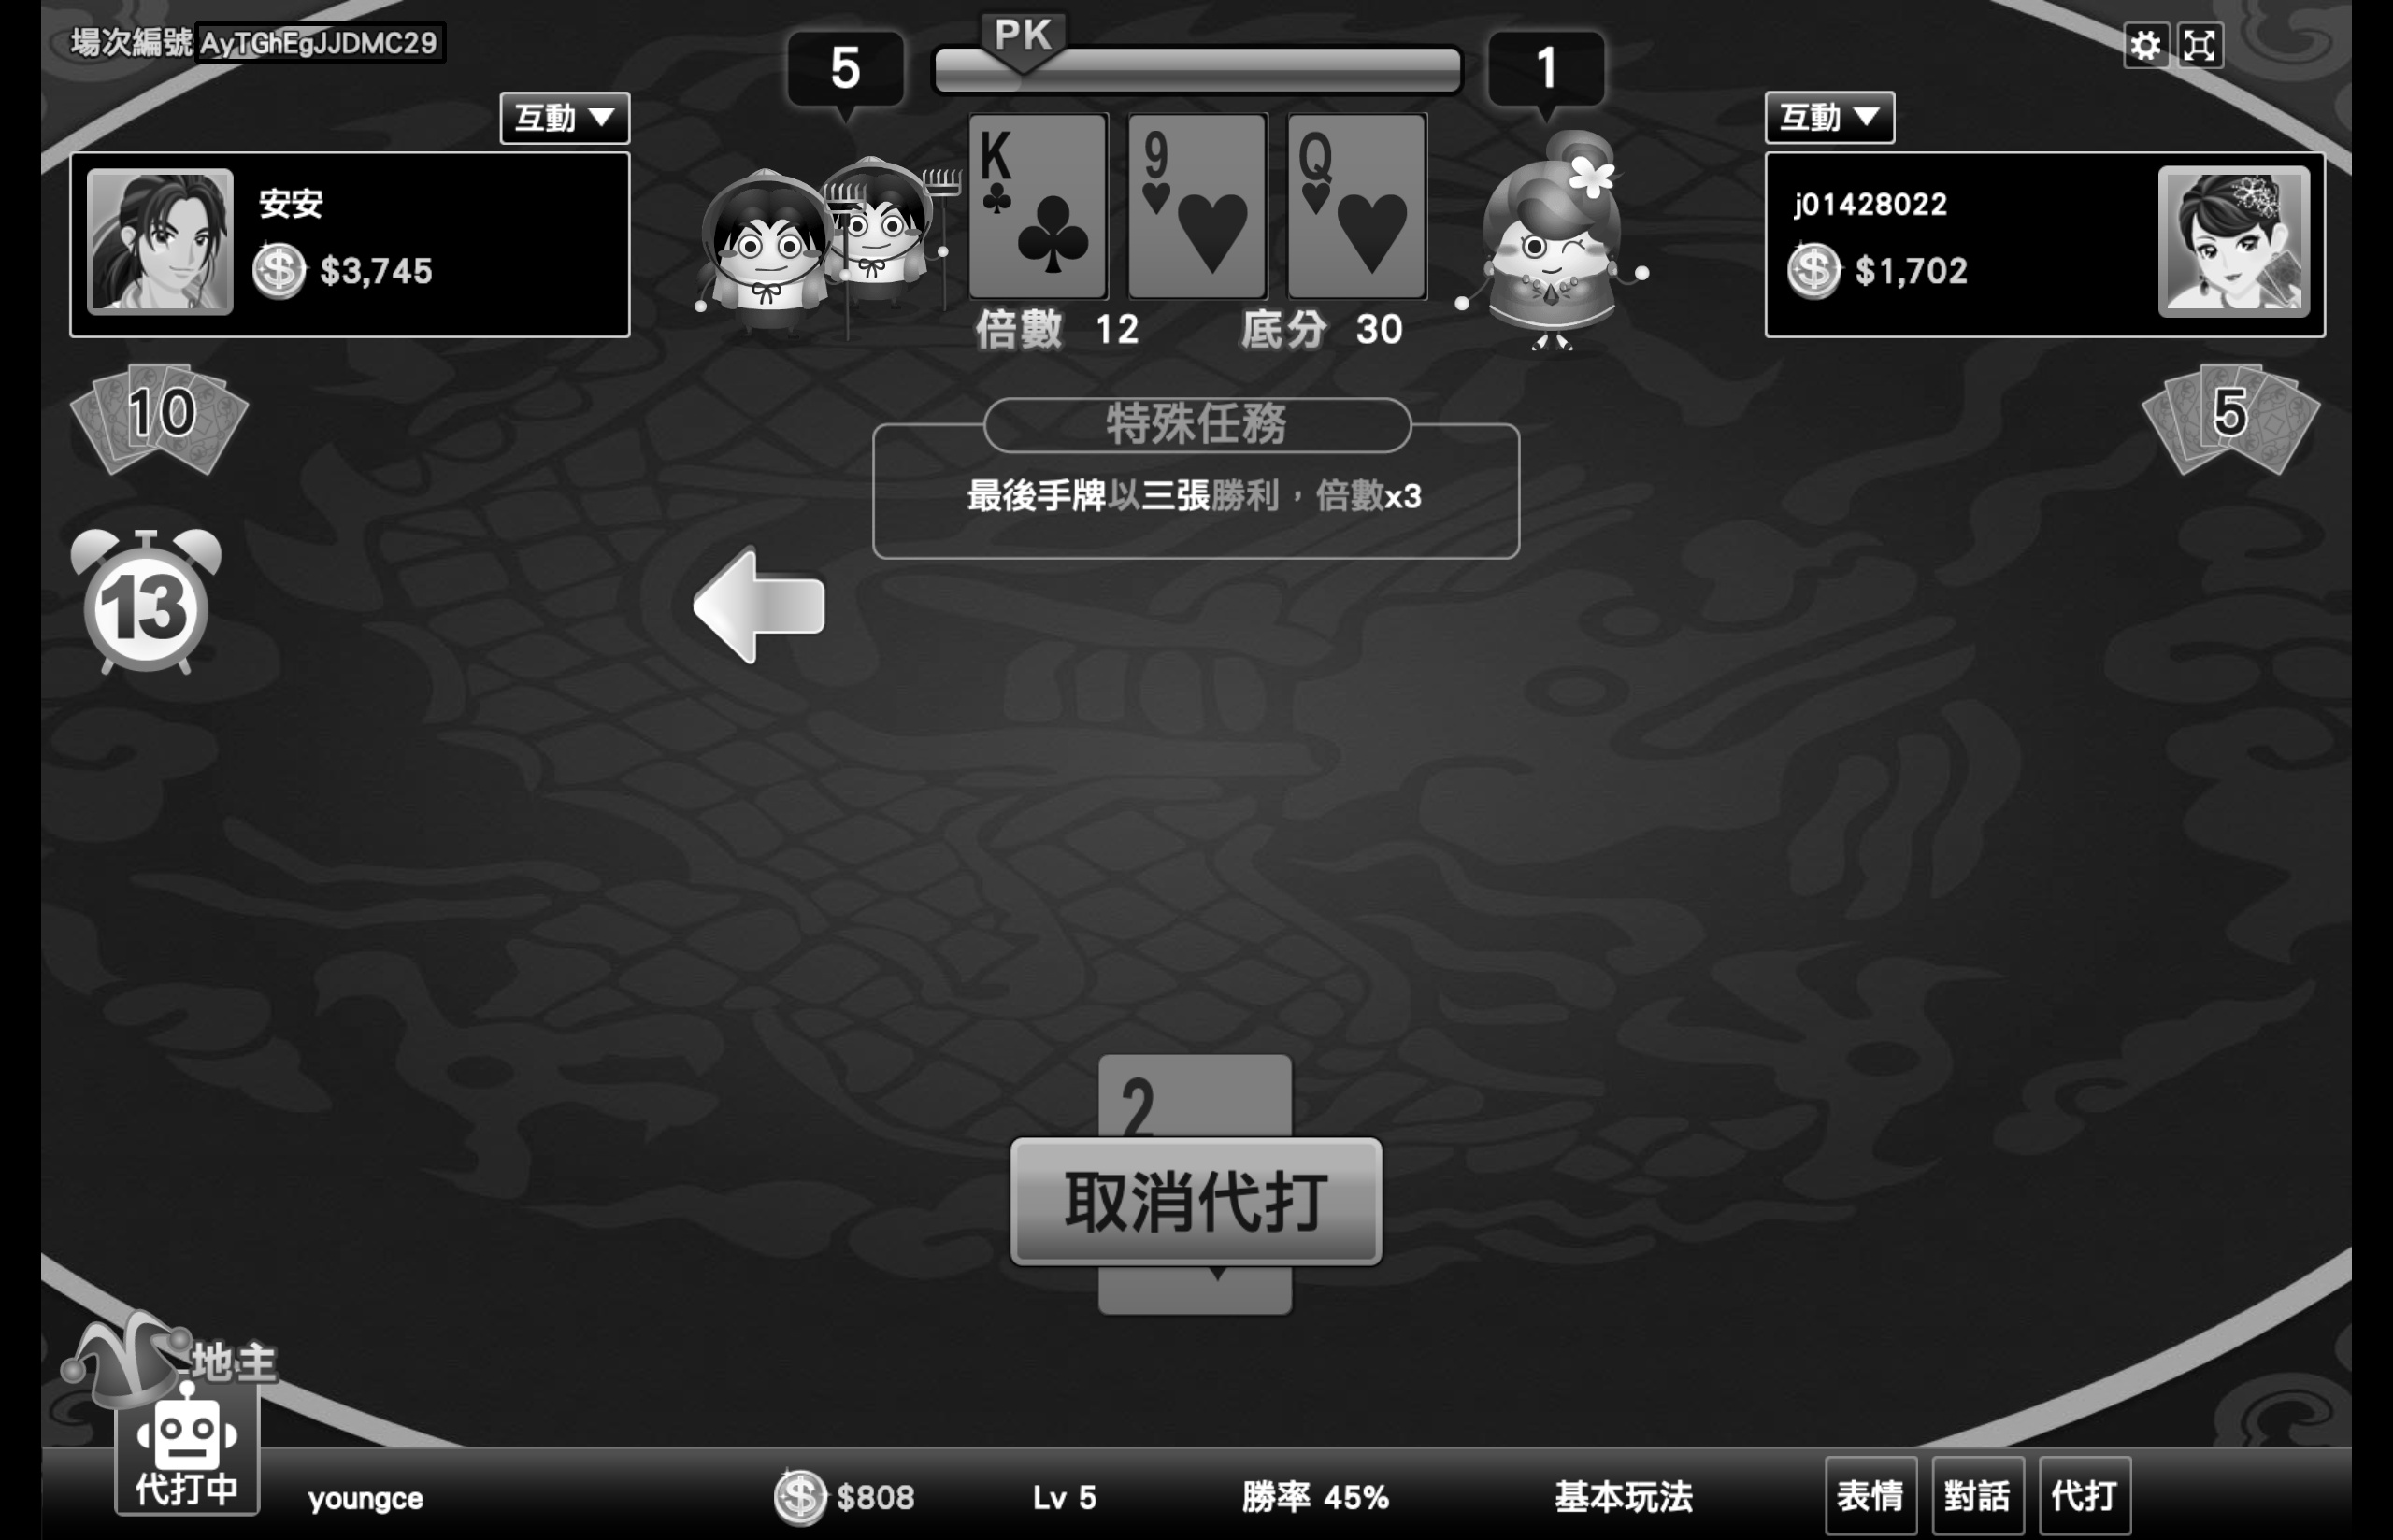 場次編號 AyTGhEgJJDMC29
5
PK
1
互動 ▼
互動 ▼
安安
$3,745
K
9
Q
j01428022
$1,702
倍數 12
底分 30
10
5
特殊任務
最後手牌以三張勝利，倍數x3
13
2
取消代打
地主
代打中
youngce
$808
Lv 5
勝率 45%
基本玩法
表情
對話
代打